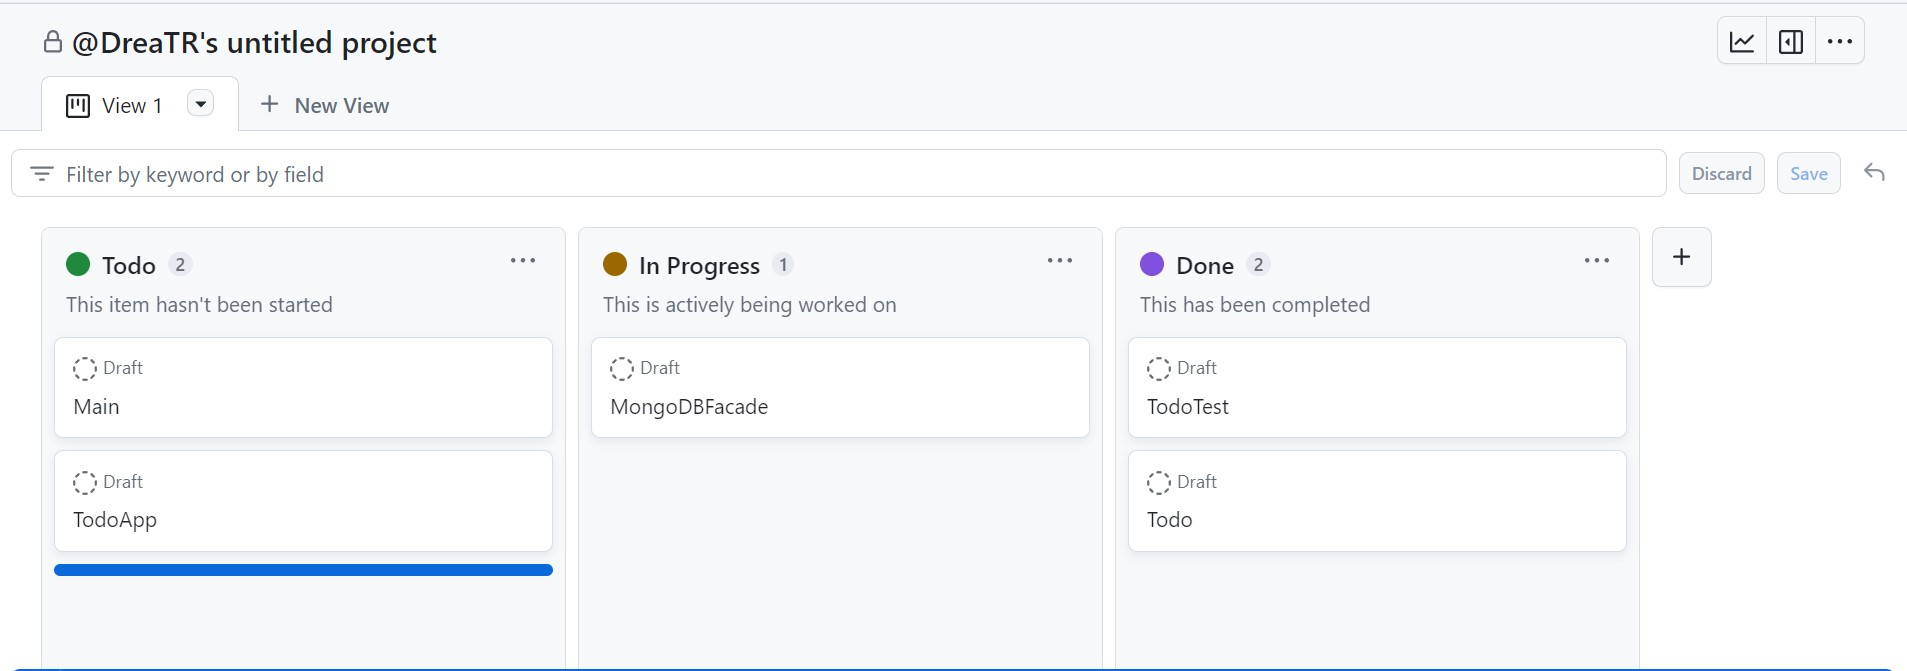 @DreaTR's untitled project
View 1
New View
Filter by keyword or by field
Discard
Save
Todo 2
This item hasn't been started
Draft
Main
Draft
TodoApp
In Progress 1
This is actively being worked on
Draft
MongoDBFacade
Done 2
This has been completed
Draft
TodoTest
Draft
Todo